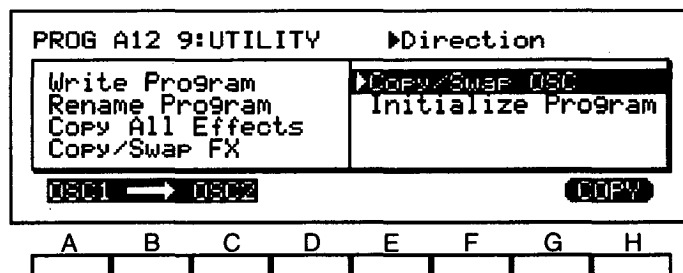 PROG A12 9:UTILITY ▶Direction
Write Program
Rename Program
Copy All Effects
Copy/Swap FX
▶Copy/Swap OSC
Initialize Program
OSC1 → OSC2
COPY
A B C D E F G H